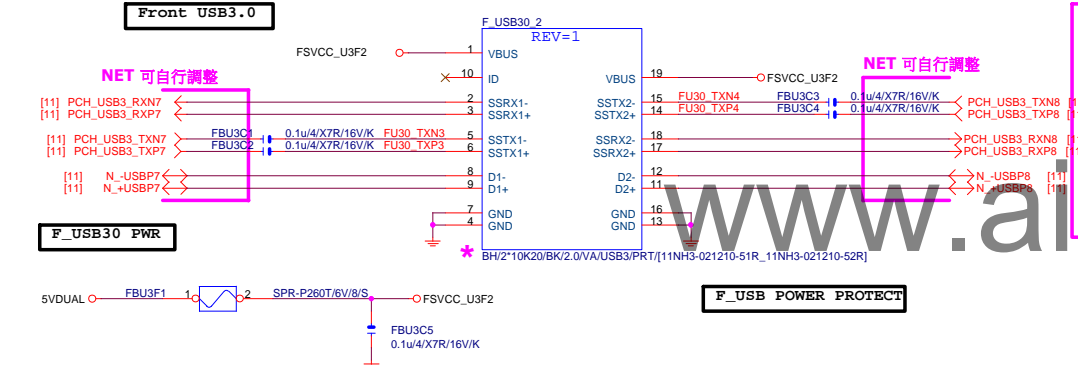 Front USB3.0
F_USB30_2
REV=1
FSVCC_U3F2
1 VBUS
NET 可自行調整
10 ID
VBUS 19
FSVCC_U3F2
NET 可自行調整
[11] PCH_USB3_RXN7
2 SSRX1-
SSTX2- 15
FU30_TXN4
FBU3C3
0.1u/4/X7R/16V/K
PCH_USB3_TXN8
[11] PCH_USB3_RXP7
3 SSRX1+
SSTX2+ 14
FU30_TXP4
FBU3C4
0.1u/4/X7R/16V/K
PCH_USB3_TXP8
[11] PCH_USB3_TXN7
FBU3C1
0.1u/4/X7R/16V/K
FU30_TXN3
5 SSTX1-
SSRX2- 18
PCH_USB3_RXN8
[11] PCH_USB3_TXP7
FBU3C2
0.1u/4/X7R/16V/K
FU30_TXP3
6 SSTX1+
SSRX2+ 17
PCH_USB3_RXP8
[11] N_-USBP7
8 D1-
D2- 12
N_-USBP8 [11]
[11] N_+USBP7
9 D1+
D2+ 11
N_+USBP8 [11]
7 GND
GND 16
4 GND
GND 13
www.ai
F_USB30 PWR
* BH/2*10K20/BK/2.0/VA/USB3/PRT/[11NH3-021210-51R_11NH3-021210-52R]
5VDUAL
FBU3F1
1
2
SPR-P260T/6V/8/S
FSVCC_U3F2
F_USB POWER PROTECT
FBU3C5
0.1u/4/X7R/16V/K